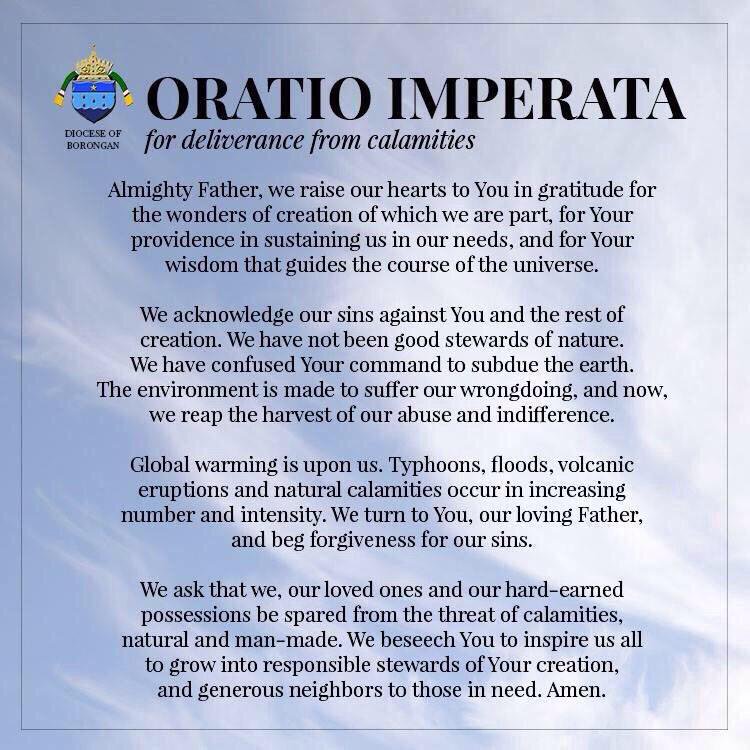 ORATIO IMPERATA
for deliverance from calamities
DIOCESE OF
BORONGAN
Almighty Father, we raise our hearts to You in gratitude for
the wonders of creation of which we are part, for Your
providence in sustaining us in our needs, and for Your
wisdom that guides the course of the universe.
We acknowledge our sins against You and the rest of
creation. We have not been good stewards of nature.
We have confused Your command to subdue the earth.
The environment is made to suffer our wrongdoing, and now,
we reap the harvest of our abuse and indifference.
Global warming is upon us. Typhoons, floods, volcanic
eruptions and natural calamities occur in increasing
number and intensity. We turn to You, our loving Father,
and beg forgiveness for our sins.
We ask that we, our loved ones and our hard-earned
possessions be spared from the threat of calamities,
natural and man-made. We beseech You to inspire us all
to grow into responsible stewards of Your creation,
and generous neighbors to those in need. Amen.